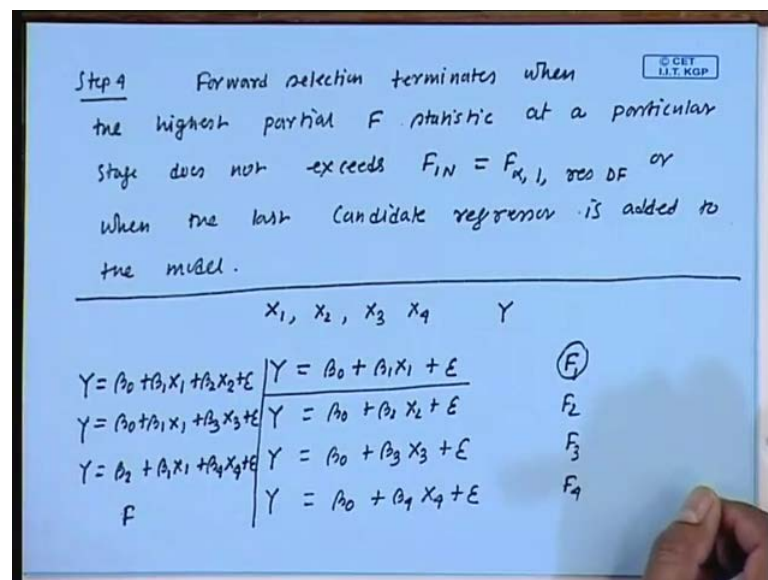 Step 4 Forward selection terminates when
© CET
I.I.T. KGP
the highest partial F statistic at a particular
stage does not exceeds F_IN = F_α, 1, res DF or
when the last Candidate regressor is added to
the model.
X₁, X₂, X₃ X₄ Y
Y = β₀ + β₁X₁ + β₂X₂ + ε Y = β₀ + β₁X₁ + ε F₁
Y = β₀ + β₁X₁ + β₃X₃ + ε Y = β₀ + β₂X₂ + ε F₂
Y = β₂ + β₁X₁ + β₄X₄ + ε Y = β₀ + β₃X₃ + ε F₃
F Y = β₀ + β₄X₄ + ε F₄